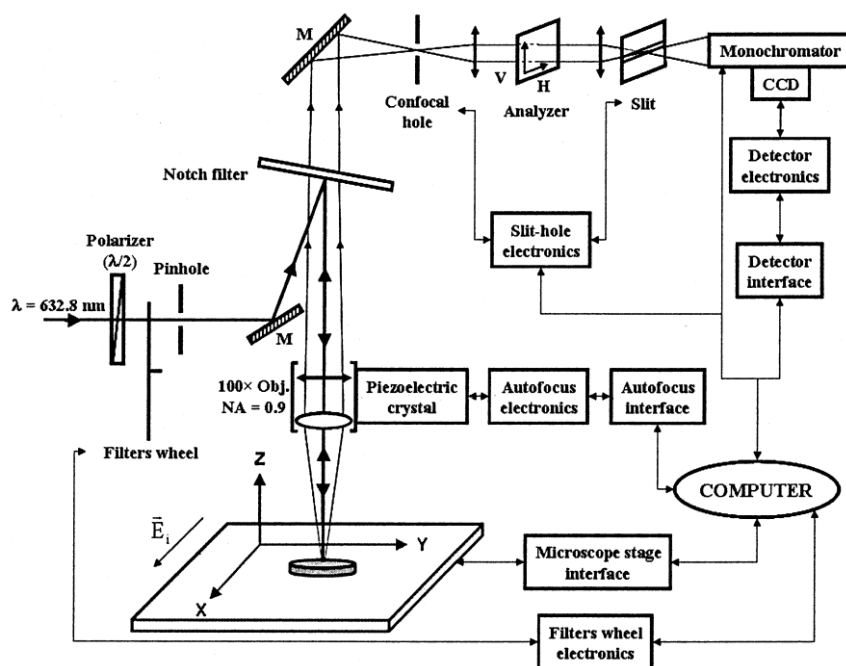 M
Confocal
hole
V
H
Analyzer
Slit
Monochromator
CCD
Detector
electronics
Notch filter
Slit-hole
electronics
Detector
interface
Polarizer
(λ/2)
Pinhole
λ = 632.8 nm
M
100× Obj.
NA = 0.9
Piezoelectric
crystal
Autofocus
electronics
Autofocus
interface
Filters wheel
COMPUTER
Z
E⃗i
Y
X
Microscope stage
interface
Filters wheel
electronics